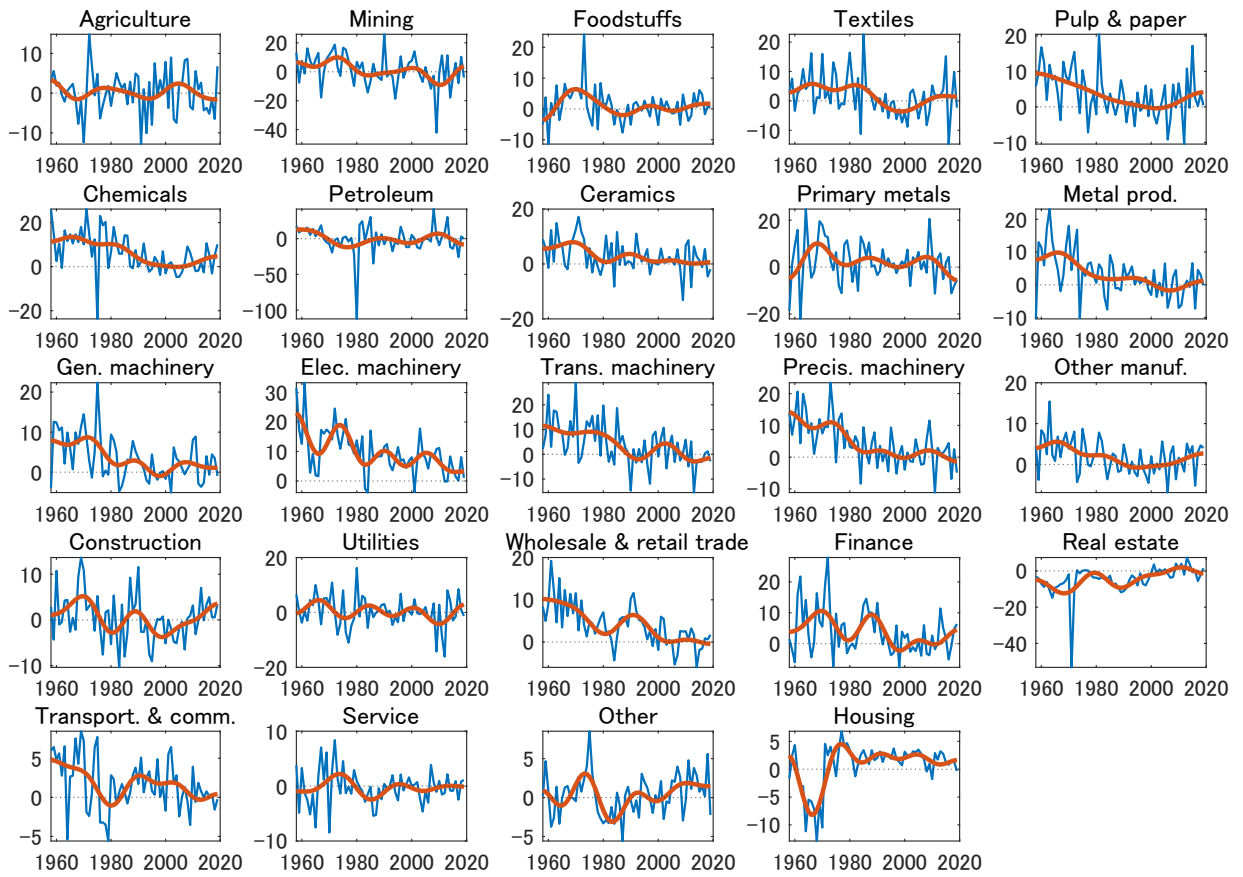 Agriculture
15
10
0
-10
1960 1980 2000 2020
Mining
20
0
-20
-40
1960 1980 2000 2020
Foodstuffs
20
10
0
-10
1960 1980 2000 2020
Textiles
20
10
0
-10
1960 1980 2000 2020
Pulp & paper
20
10
0
-10
1960 1980 2000 2020
Chemicals
20
0
-20
1960 1980 2000 2020
Petroleum
0
-50
-100
1960 1980 2000 2020
Ceramics
20
0
-20
1960 1980 2000 2020
Primary metals
20
0
-20
1960 1980 2000 2020
Metal prod.
20
10
0
-10
1960 1980 2000 2020
Gen. machinery
20
10
0
1960 1980 2000 2020
Elec. machinery
30
20
10
0
1960 1980 2000 2020
Trans. machinery
20
10
0
-10
1960 1980 2000 2020
Precis. machinery
20
10
0
-10
1960 1980 2000 2020
Other manuf.
20
10
0
1960 1980 2000 2020
Construction
10
0
-10
1960 1980 2000 2020
Utilities
20
0
-20
1960 1980 2000 2020
Wholesale & retail trade
20
10
0
1960 1980 2000 2020
Finance
20
10
0
1960 1980 2000 2020
Real estate
0
-20
-40
1960 1980 2000 2020
Transport. & comm.
5
0
-5
1960 1980 2000 2020
Service
10
0
-10
1960 1980 2000 2020
Other
5
0
-5
1960 1980 2000 2020
Housing
5
0
-5
-10
1960 1980 2000 2020